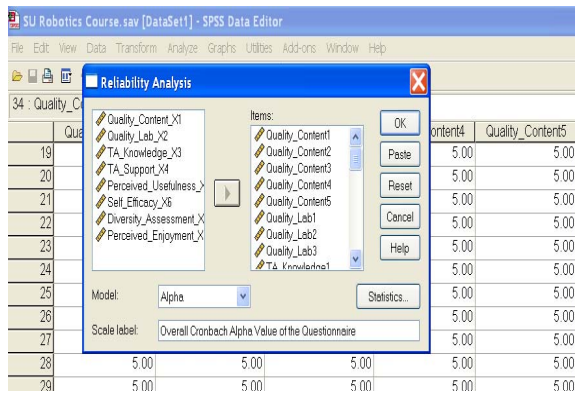 SU Robotics Course.sav [DataSet1] - SPSS Data Editor
File Edit View Data Transform Analyze Graphs Utilities Add-ons Window Help
Reliability Analysis
34 : Quality_Co
Quality_Content_X1
Quality_Lab_X2
TA_Knowledge_X3
TA_Support_X4
Perceived_Usefulness_X
Self_Efficacy_X6
Diversity_Assessment_X
Perceived_Enjoyment_X
Items:
Quality_Content1
Quality_Content2
Quality_Content3
Quality_Content4
Quality_Content5
Quality_Lab1
Quality_Lab2
Quality_Lab3
TA_Knowledge1
OK
Paste
Reset
Cancel
Help
Model: Alpha
Statistics...
Scale label: Overall Cronbach Alpha Value of the Questionnaire
Qua ontent4 Quality_Content5
19 5.00 5.00
20 5.00 5.00
21 5.00 5.00
22 5.00 5.00
23 5.00 5.00
24 5.00 5.00
25 5.00 5.00
26 5.00 5.00
27 5.00 5.00
28 5.00 5.00 5.00 5.00 5.00
29 5.00 5.00 5.00 5.00 5.00